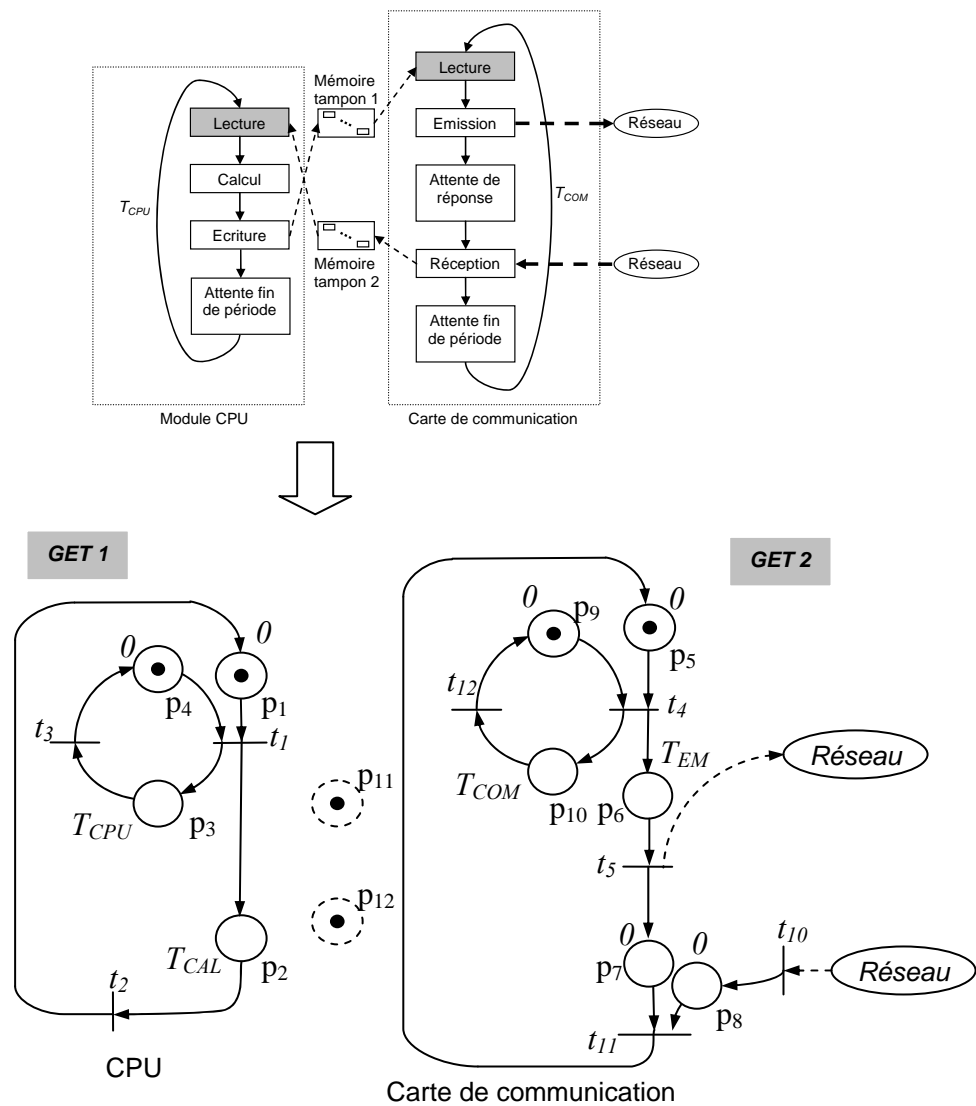 Lecture
Calcul
Ecriture
Attente fin
de période
T_CPU
Module CPU
Mémoire
tampon 1
Mémoire
tampon 2
Lecture
Emission
Attente de
réponse
Réception
Attente fin
de période
T_COM
Carte de communication
Réseau
Réseau
GET 1
0
p4
0
p1
t3
t1
T_CPU
p3
T_CAL
p2
t2
CPU
p11
p12
GET 2
0
p9
0
p5
t12
t4
T_COM
p10
T_EM
p6
t5
Réseau
0
p7
0
p8
t10
Réseau
t11
Carte de communication